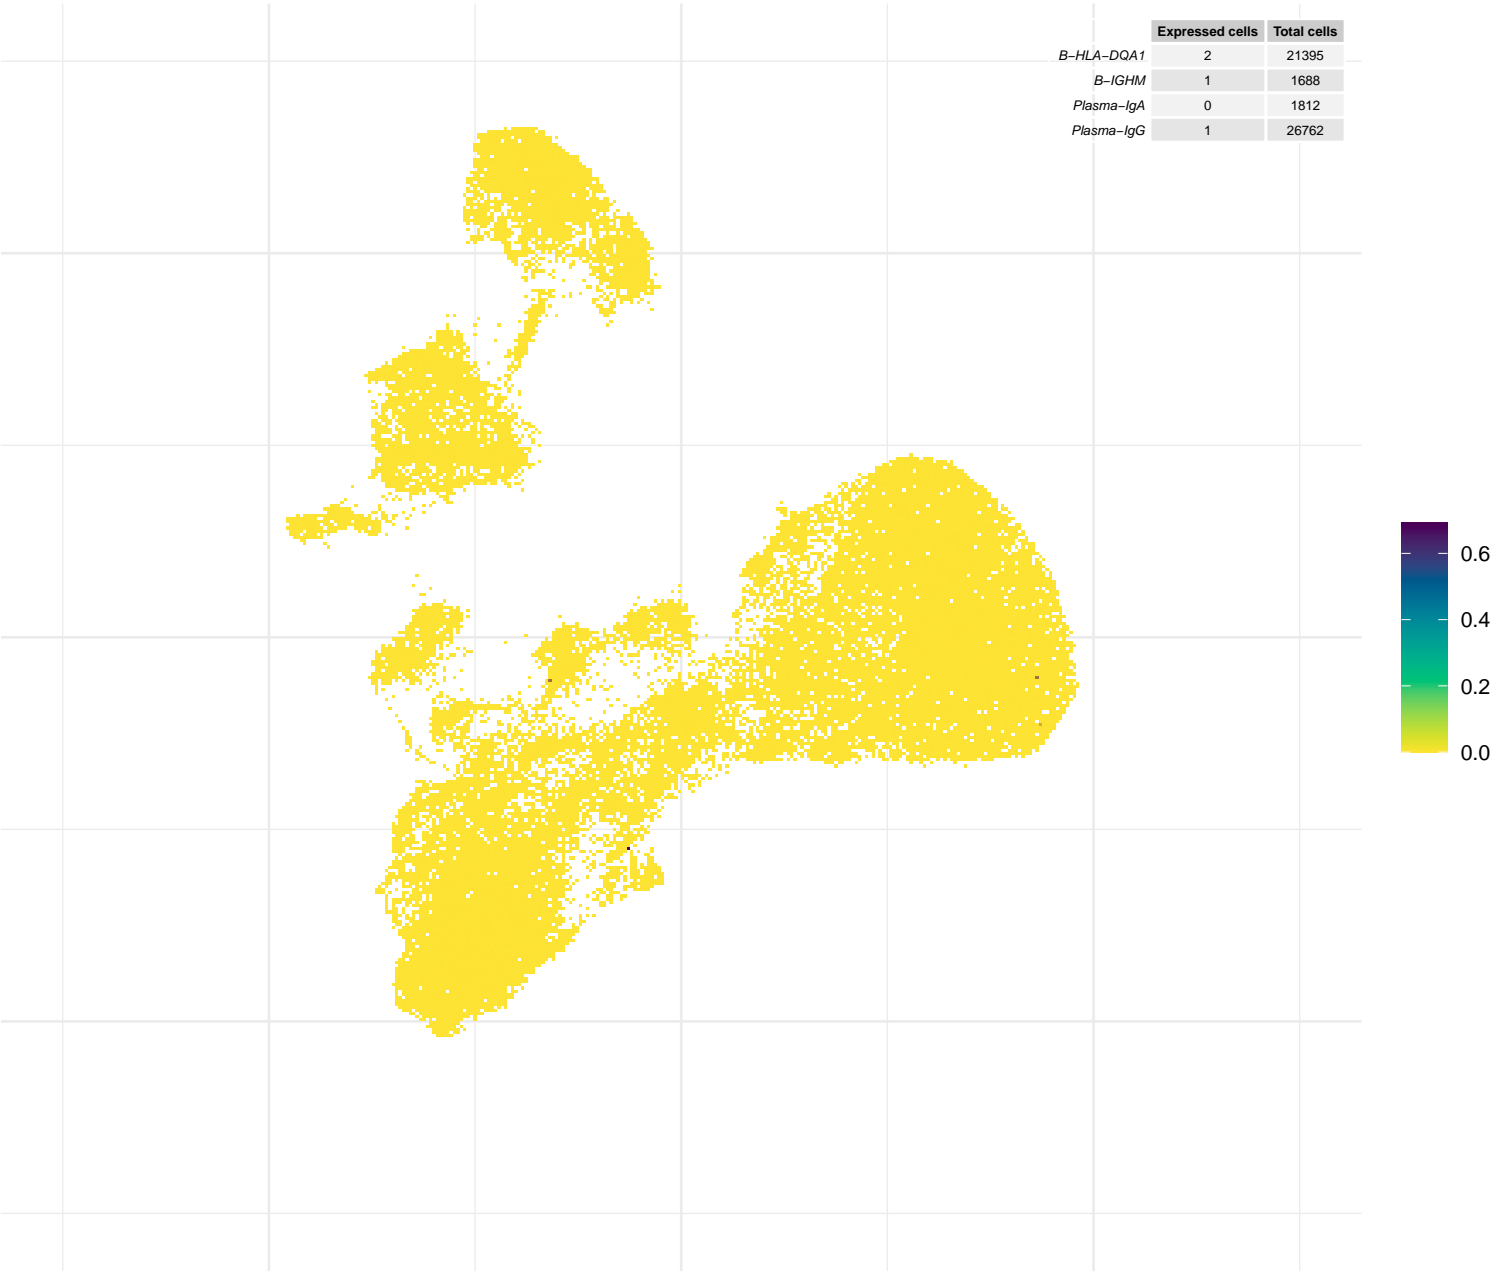 Expressed cells Total cells
B−HLA−DQA1 2 21395
B−IGHM 1 1688
Plasma−IgA 0 1812
Plasma−IgG 1 26762
0.6
0.4
0.2
0.0